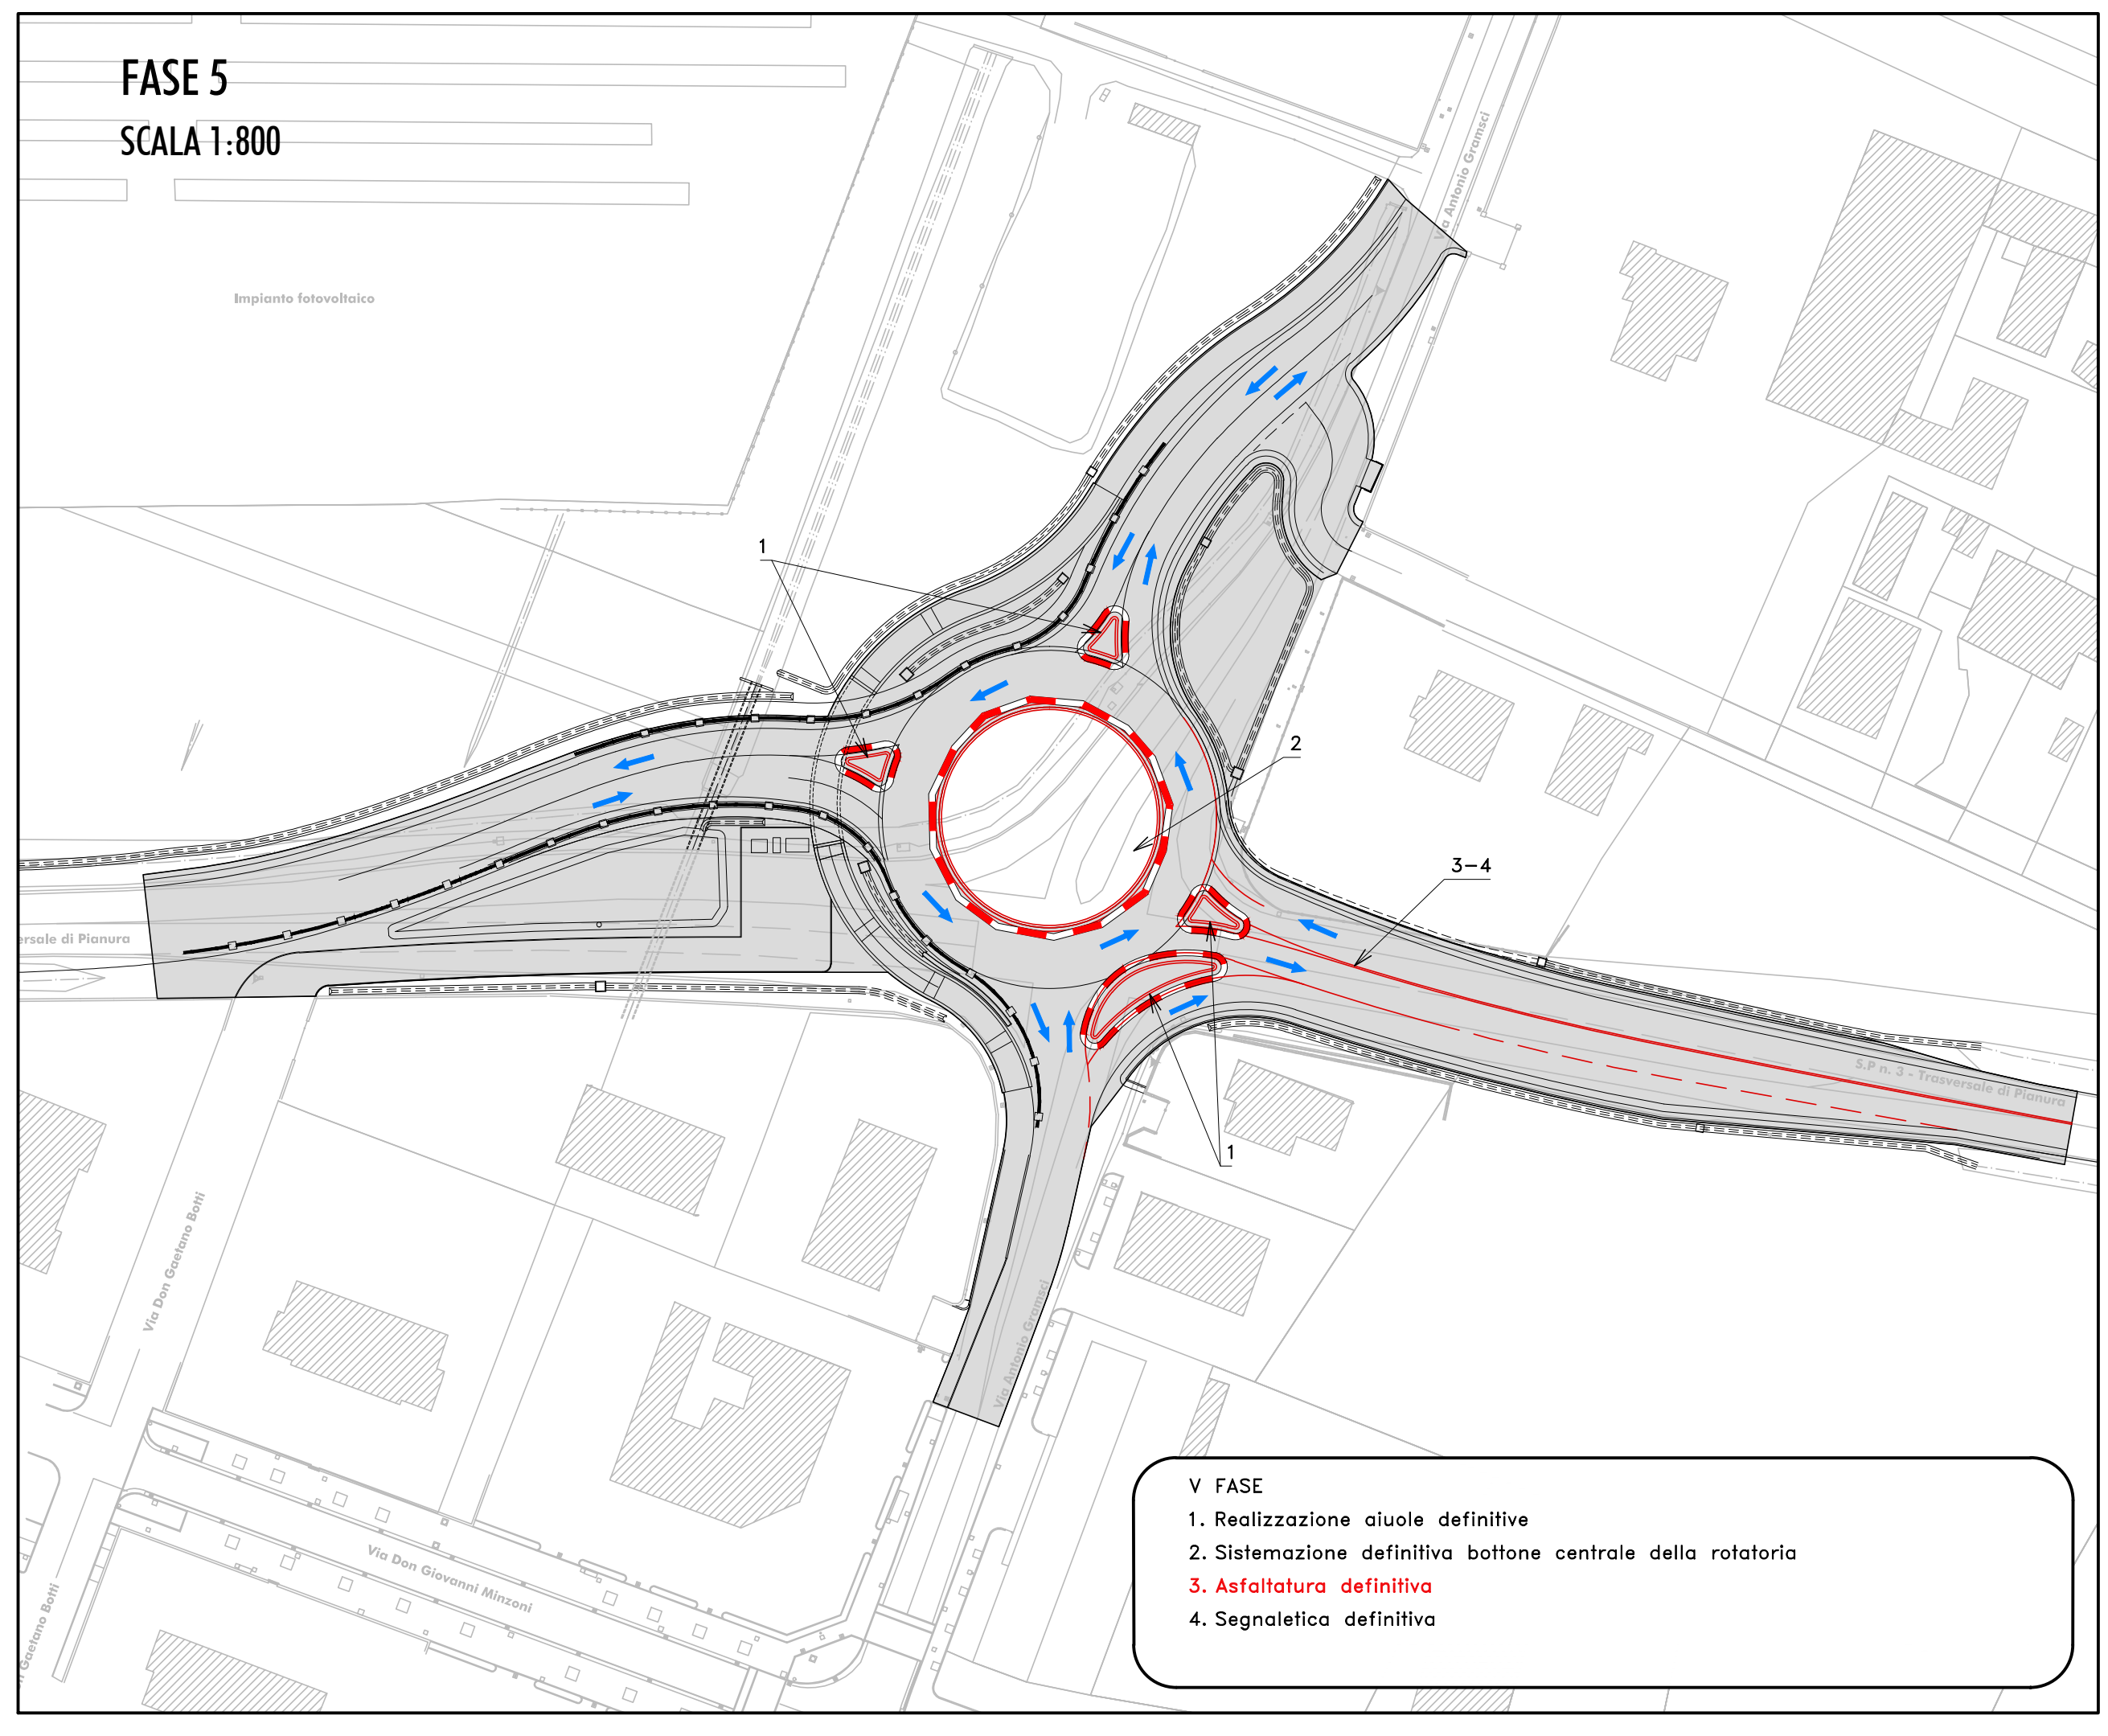 FASE 5
SCALA 1:800
Via Antonio Gramsci
Impianto fotovoltaico
1
2
3-4
ersale di Pianura
S.P n. 3 - Trasversale di Pianura
1
Via Don Gaetano Botti
Via Antonio Gramsci
Via Don Giovanni Minzoni
Gaetano Botti
V FASE
1. Realizzazione aiuole definitive
2. Sistemazione definitiva bottone centrale della rotatoria
3. Asfaltatura definitiva
4. Segnaletica definitiva